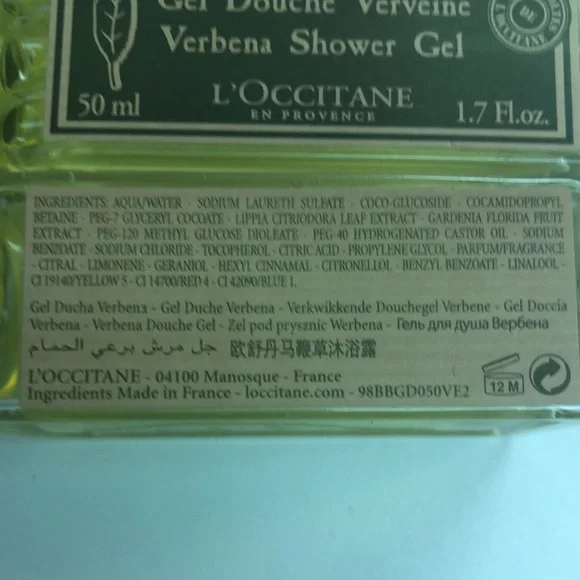 Gel Douche Verveine
Verbena Shower Gel
DE
L'OCCITANE
50 ml
L'OCCITANE
EN PROVENCE
1.7 Fl.oz.
INGREDIENTS: AQUA/WATER - SODIUM LAURETH SULFATE - COCO-GLUCOSIDE - COCAMIDOPROPYL
BETAINE - PEG-7 GLYCERYL COCOATE - LIPPIA CITRIODORA LEAF EXTRACT - GARDENIA FLORIDA FRUIT
EXTRACT - PEG-120 METHYL GLUCOSE DIOLEATE - PEG-40 HYDROGENATED CASTOR OIL - SODIUM
BENZOATE - SODIUM CHLORIDE - TOCOPHEROL - CITRIC ACID - PROPYLENE GLYCOL - PARFUM/FRAGRANCE
- CITRAL - LIMONENE - GERANIOL - HEXYL CINNAMAL - CITRONELLOL - BENZYL BENZOATE - LINALOOL -
CI 19140/YELLOW 5 - CI 14700/RED 4 - CI 42090/BLUE 1.
Gel Ducha Verbena - Gel Duche Verbena - Verkwikkende Douchegel Verbene - Gel Doccia
Verbena - Verbena Douche Gel - Żel pod prysznic Werbena - Гель для душа Вербена
جل مرش برعي الحمام 欧舒丹马鞭草沐浴露
L'OCCITANE - 04100 Manosque - France
Ingredients Made in France - loccitane.com - 98BBGD050VE2
12 M